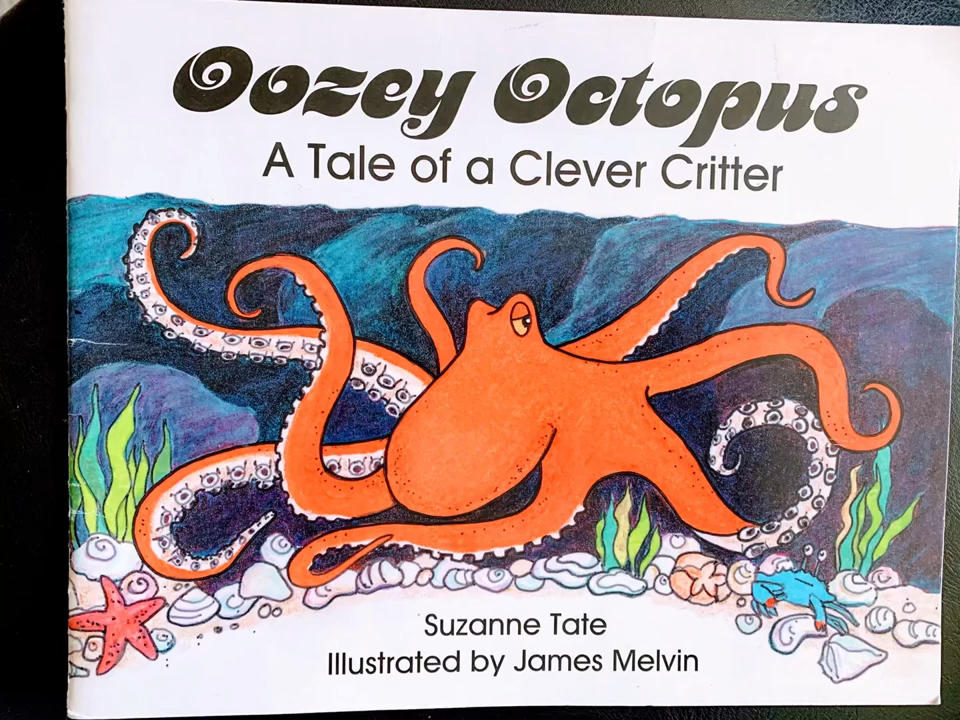 Oozey Octopus
A Tale of a Clever Critter
Suzanne Tate
Illustrated by James Melvin